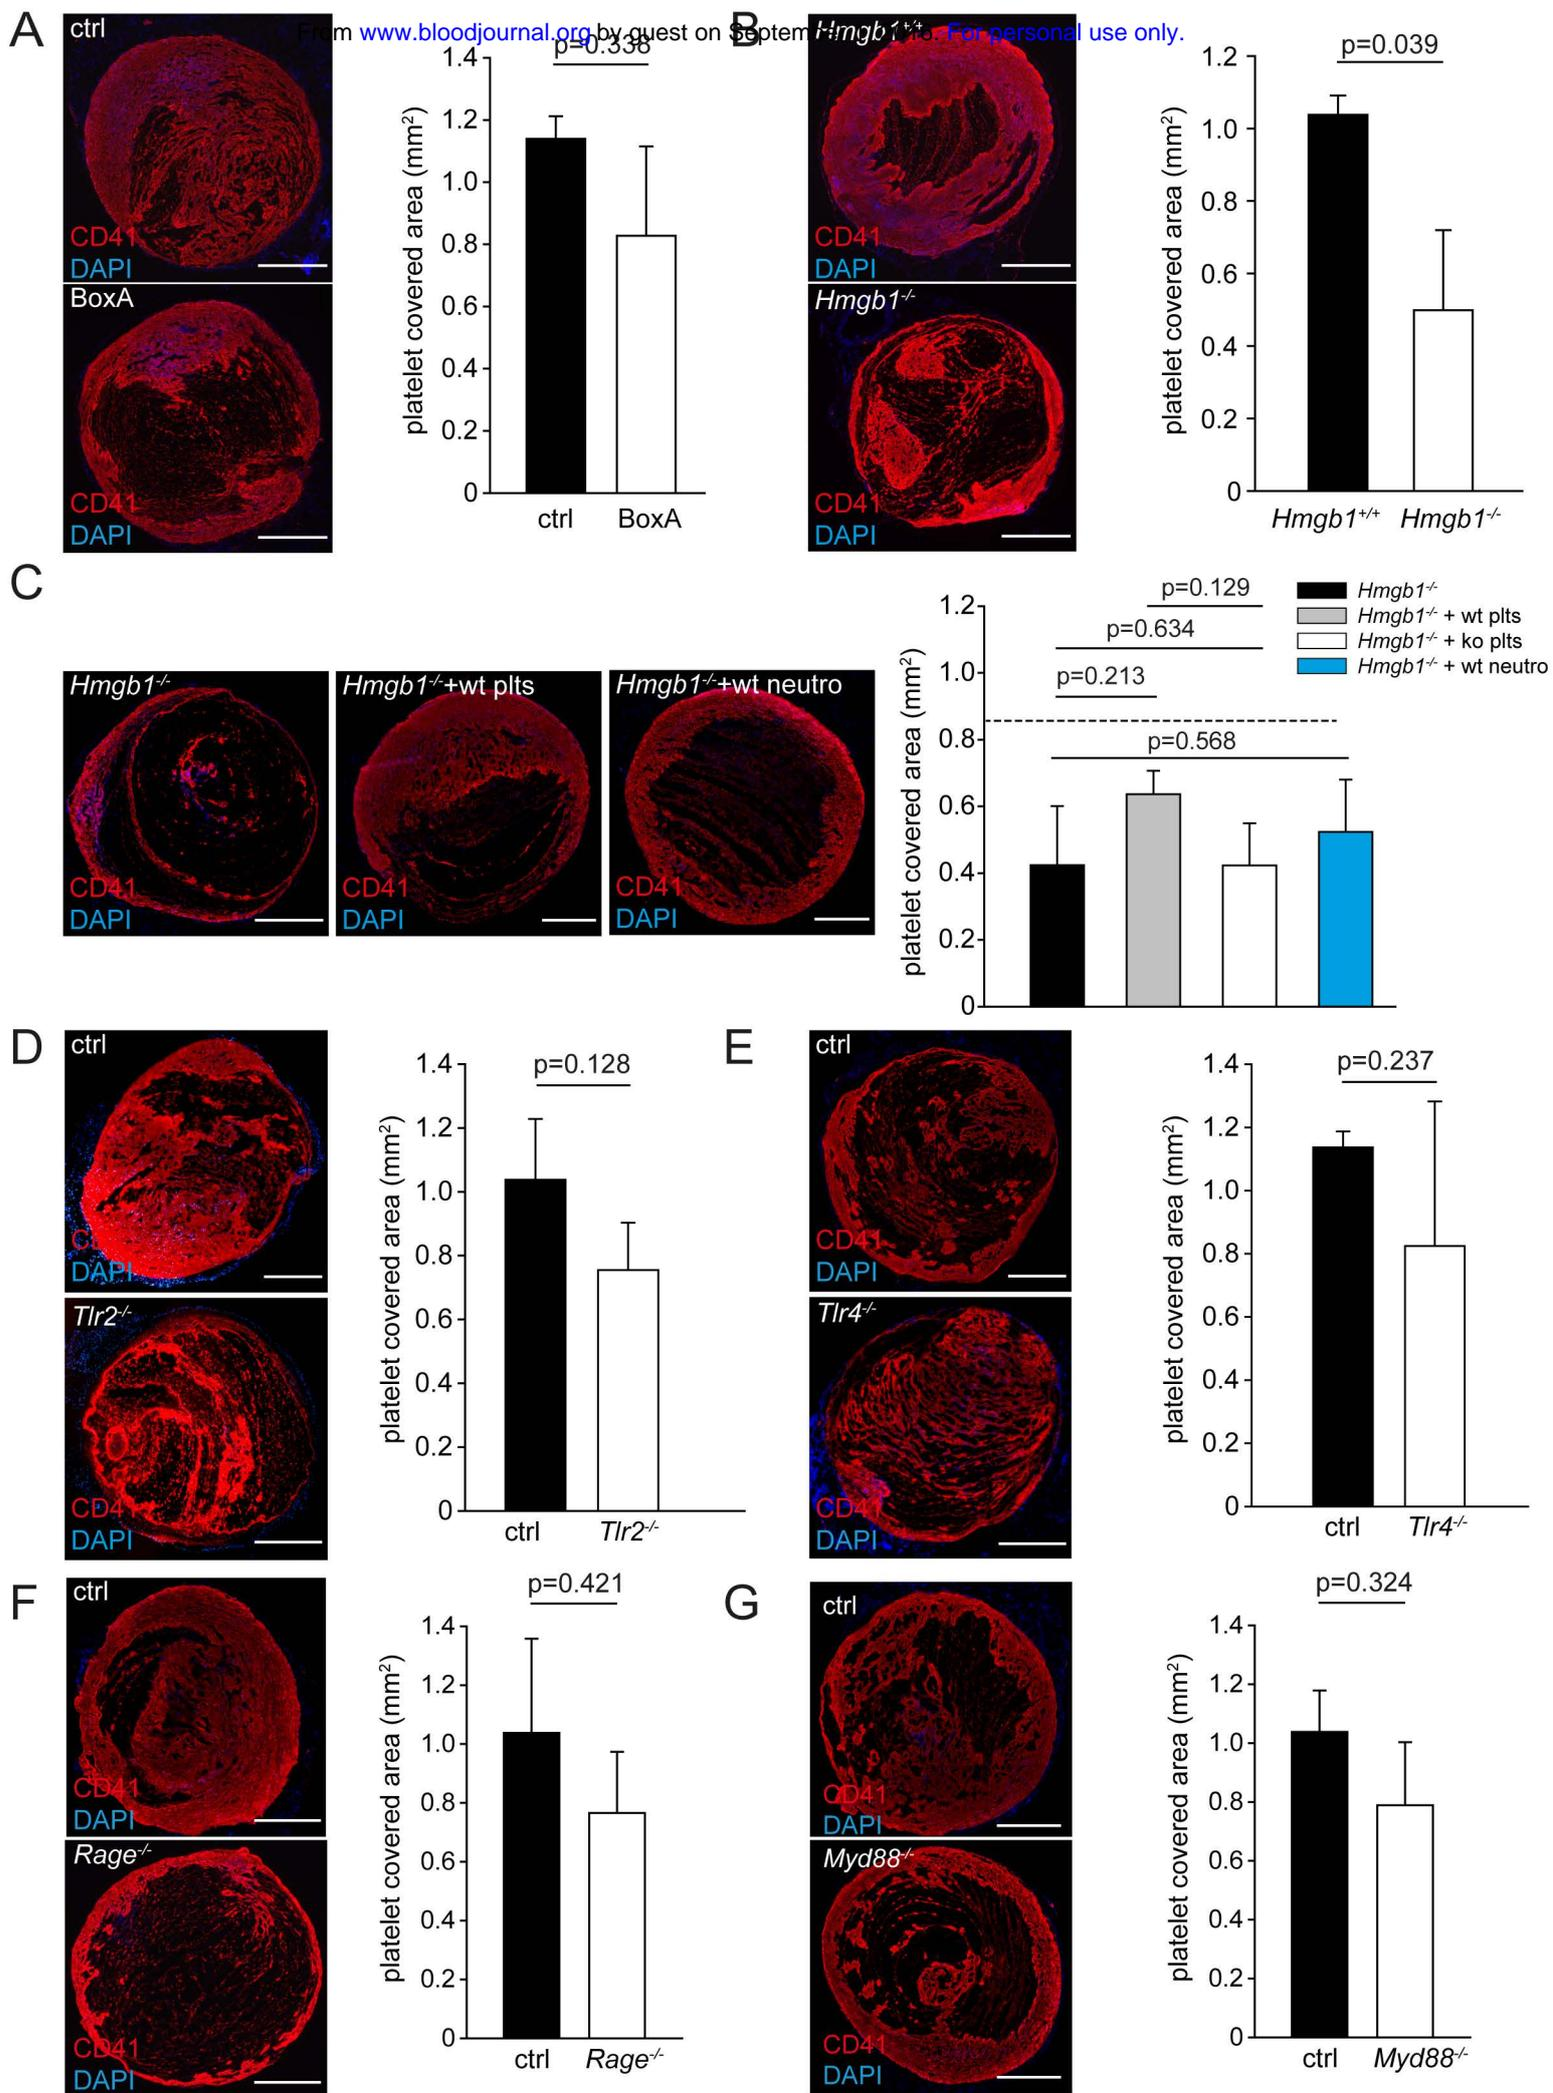 From www.bloodjournal.org by guest on Septem For personal use only.
A
ctrl
CD41
DAPI
BoxA
CD41
DAPI
p=0.338
platelet covered area (mm²)
1.4
1.2
1.0
0.8
0.6
0.4
0.2
0
ctrl BoxA
B
Hmgb1+/+
CD41
DAPI
Hmgb1-/-
CD41
DAPI
p=0.039
platelet covered area (mm²)
1.2
1.0
0.8
0.6
0.4
0.2
0
Hmgb1+/+ Hmgb1-/-
C
Hmgb1-/-
CD41
DAPI
Hmgb1-/-+wt plts
CD41
DAPI
Hmgb1-/-+wt neutro
CD41
DAPI
platelet covered area (mm²)
1.2
1.0
0.8
0.6
0.4
0.2
0
p=0.129
p=0.634
p=0.213
p=0.568
Hmgb1-/-
Hmgb1-/- + wt plts
Hmgb1-/- + ko plts
Hmgb1-/- + wt neutro
D
ctrl
DAPI
Tlr2-/-
CD41
DAPI
p=0.128
platelet covered area (mm²)
1.4
1.2
1.0
0.8
0.6
0.4
0.2
0
ctrl Tlr2-/-
E
ctrl
CD41
DAPI
Tlr4-/-
CD41
DAPI
p=0.237
platelet covered area (mm²)
1.4
1.2
1.0
0.8
0.6
0.4
0.2
0
ctrl Tlr4-/-
F
ctrl
CD41
DAPI
Rage-/-
CD41
DAPI
p=0.421
platelet covered area (mm²)
1.4
1.2
1.0
0.8
0.6
0.4
0.2
0
ctrl Rage-/-
G
ctrl
CD41
DAPI
Myd88-/-
CD41
DAPI
p=0.324
platelet covered area (mm²)
1.4
1.2
1.0
0.8
0.6
0.4
0.2
0
ctrl Myd88-/-